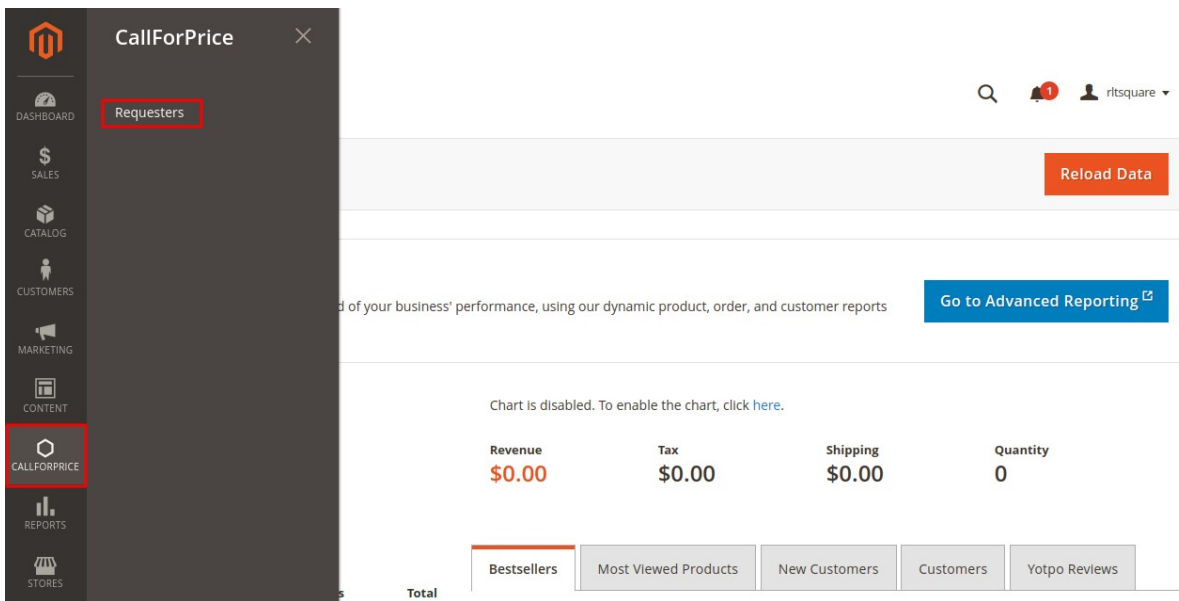 CallForPrice
Requesters
DASHBOARD
SALES
CATALOG
CUSTOMERS
MARKETING
CONTENT
CALLFORPRICE
REPORTS
STORES
1
rltsquare
Reload Data
d of your business' performance, using our dynamic product, order, and customer reports
Go to Advanced Reporting
Chart is disabled. To enable the chart, click here.
Revenue Tax Shipping Quantity
$0.00 $0.00 $0.00 0
Bestsellers Most Viewed Products New Customers Customers Yotpo Reviews
s Total